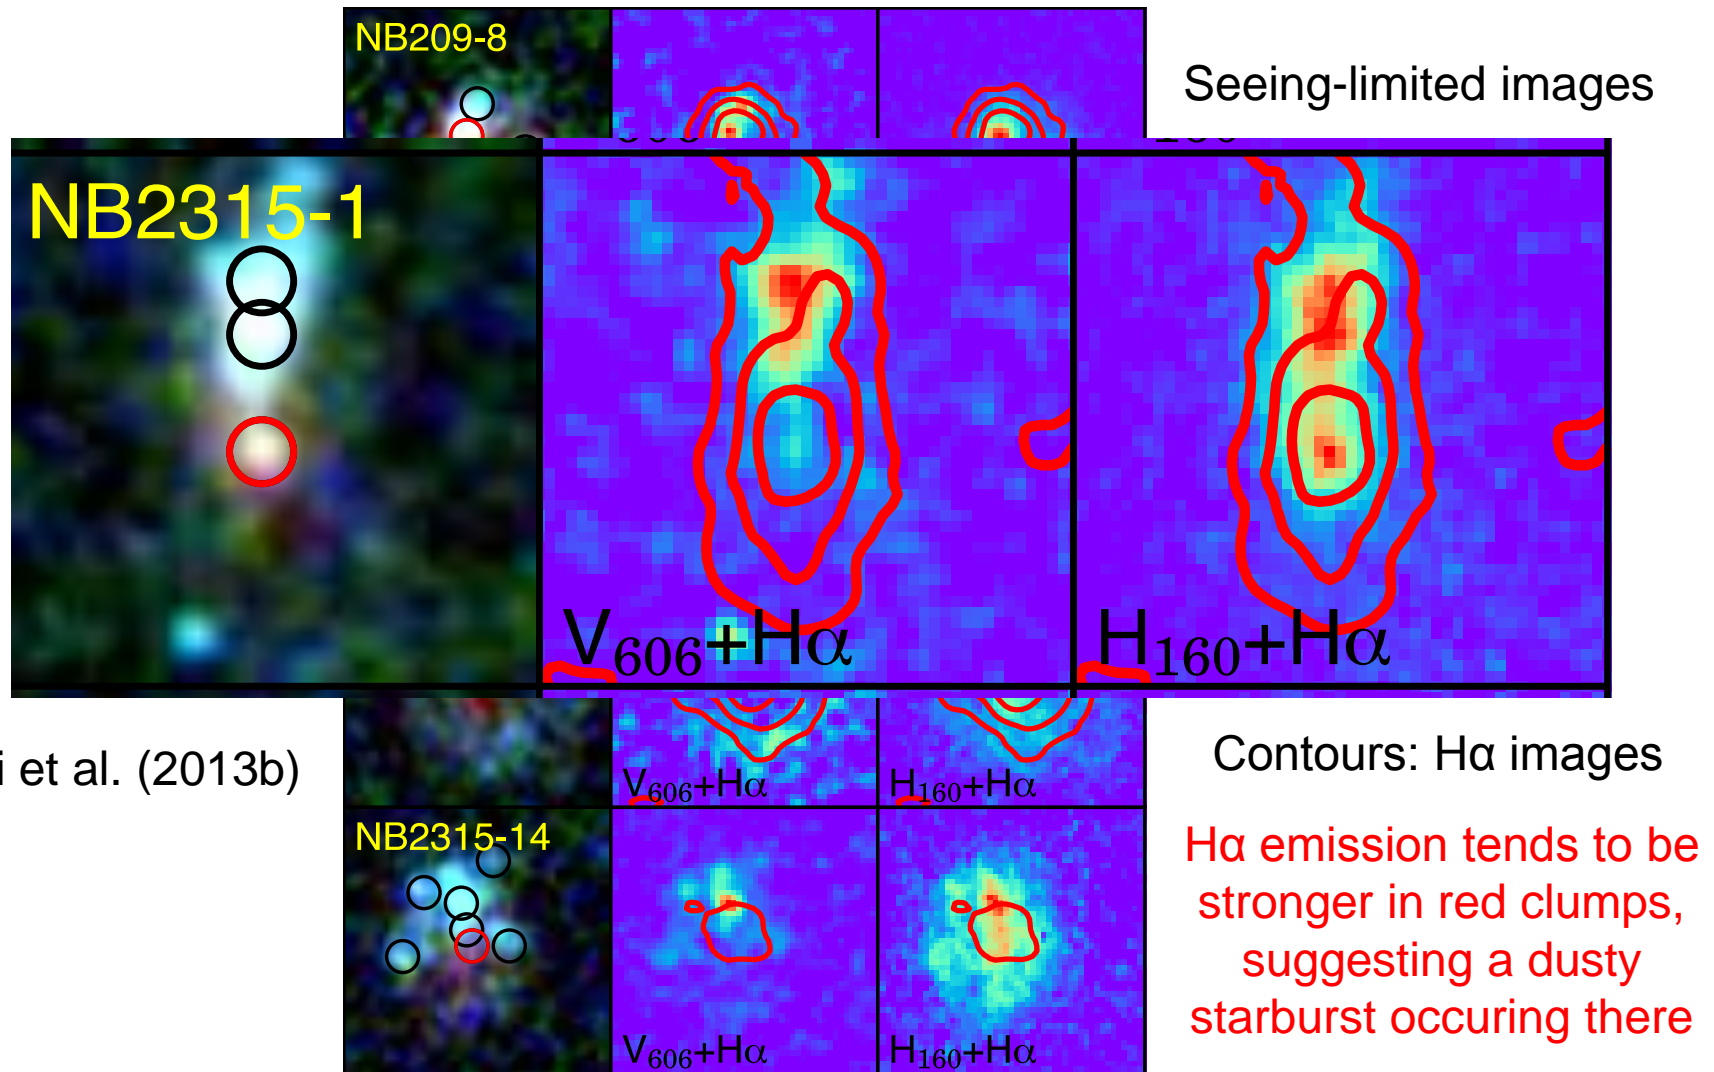 NB209-8
Seeing-limited images
NB2315-1
V606+Hα
H160+Hα
i et al. (2013b)
V606+Hα
H160+Hα
Contours: Hα images
NB2315-14
V606+Hα
H160+Hα
Hα emission tends to be
stronger in red clumps,
suggesting a dusty
starburst occuring there